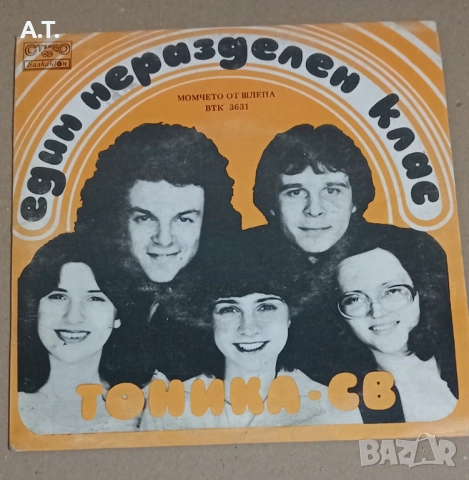 A.T.
СТЕРЕО
Балкантон
един неразделен клас
МОМЧЕТО ОТ ШЛЕПА
ВТК 3631
ТОНИКА-СВ
BAZAR